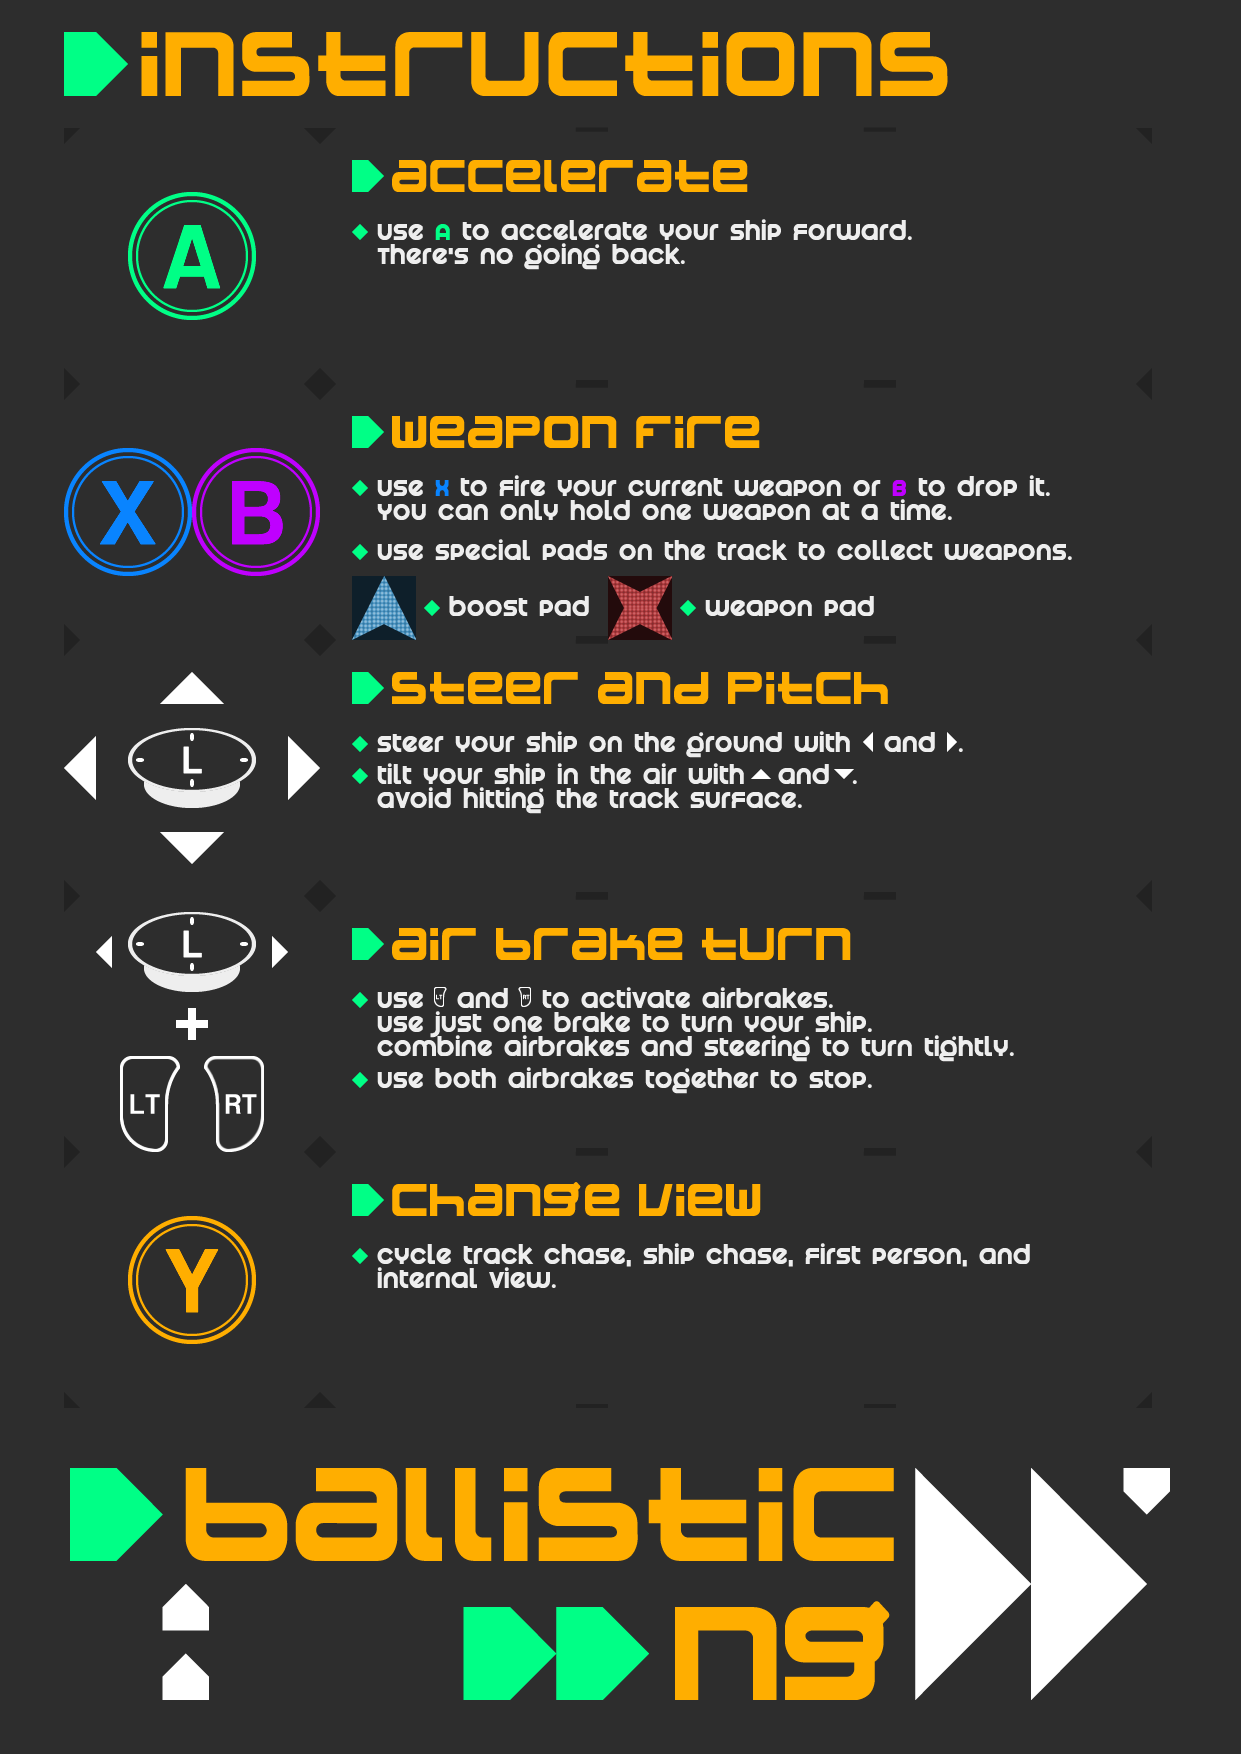 instructions
accelerate
A
use A to accelerate your ship forward.
There's no going back.
weapon fire
X B
use X to fire your current weapon or B to drop it.
you can only hold one weapon at a time.
use special pads on the track to collect weapons.
boost pad weapon pad
steer and pitch
L
steer your ship on the ground with and .
tilt your ship in the air with and .
avoid hitting the track surface.
L
air brake turn
use LT and RT to activate airbrakes.
use just one brake to turn your ship.
combine airbrakes and steering to turn tightly.
use both airbrakes together to stop.
+
LT RT
change view
Y
cycle track chase, ship chase, first person, and
internal view.
ballistic
ng